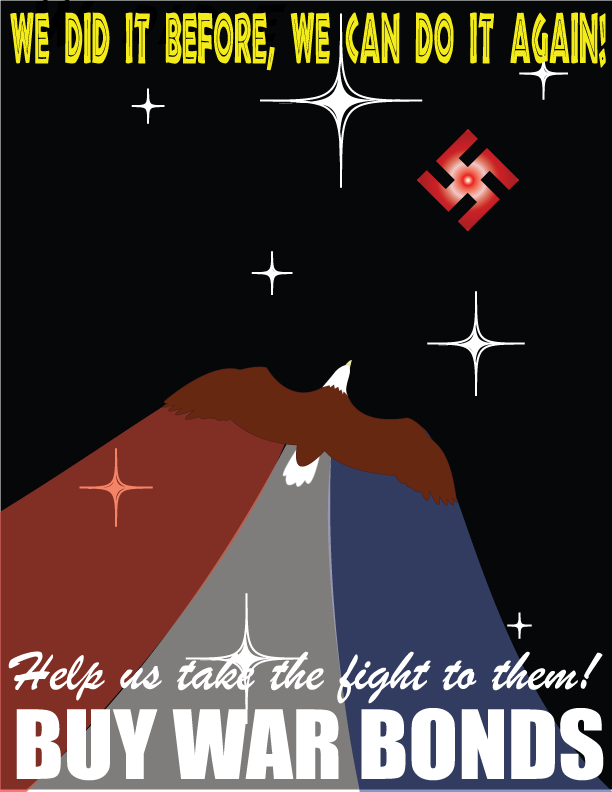 WE DID IT BEFORE, WE CAN DO IT AGAIN!
Help us take the fight to them!
BUY WAR BONDS